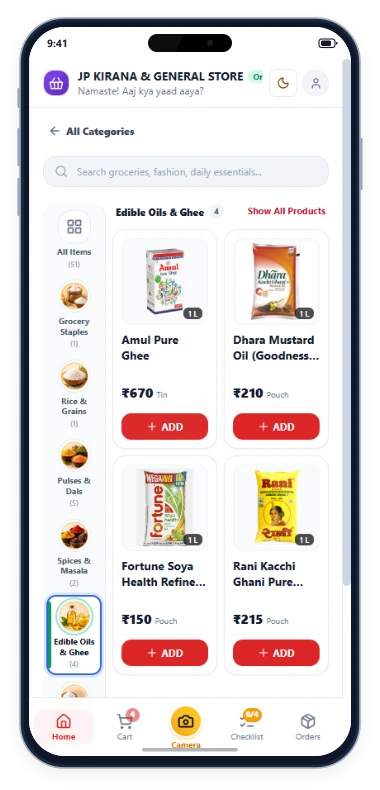 9:41
JP KIRANA & GENERAL STORE
Namaste! Aaj kya yaad aaya?
All Categories
Search groceries, fashion, daily essentials...
All Items
(51)
Grocery
Staples
(1)
Rice &
Grains
(1)
Pulses &
Dals
(5)
Spices &
Masala
(2)
Edible Oils
& Ghee
(4)
Edible Oils & Ghee 4
Show All Products
Amul
1 L
Amul Pure
Ghee
₹670 Tin
+ ADD
Dhara
Kachi Ghani
1 L
Dhara Mustard
Oil (Goodness...
₹210 Pouch
+ ADD
fortune
1 L
Fortune Soya
Health Refine...
₹150 Pouch
+ ADD
Rani
1 L
Rani Kacchi
Ghani Pure...
₹215 Pouch
+ ADD
Home
4
Cart
Camera
0/4
Checklist
Orders